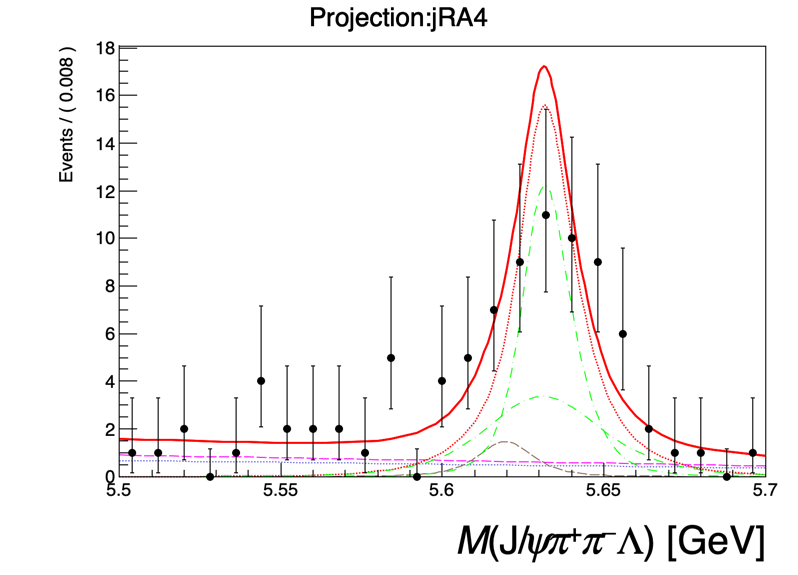 Projection:jRA4
Events / ( 0.008 )
18
16
14
12
10
8
6
4
2
0
5.5 5.55 5.6 5.65 5.7
M(J/ψπ⁺π⁻Λ) [GeV]